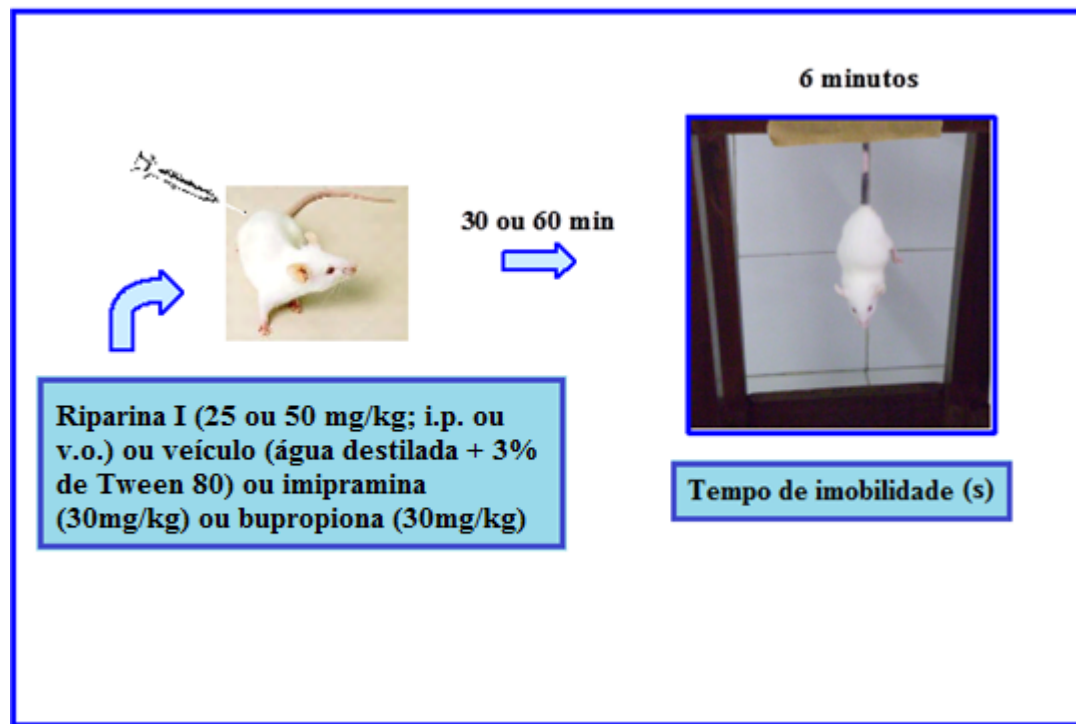 6 minutos
30 ou 60 min
Riparina I (25 ou 50 mg/kg; i.p. ou
v.o.) ou veículo (água destilada + 3%
de Tween 80) ou imipramina
(30mg/kg) ou bupropiona (30mg/kg)
Tempo de imobilidade (s)